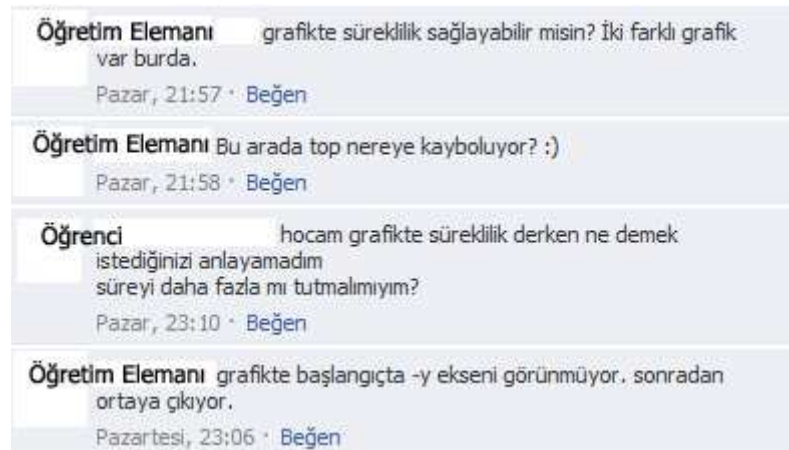 Öğretim Elemanı grafikte süreklilik sağlayabilir misin? İki farklı grafik
var burda.
Pazar, 21:57 · Beğen
Öğretim Elemanı Bu arada top nereye kayboluyor? :)
Pazar, 21:58 · Beğen
Öğrenci hocam grafikte süreklilik derken ne demek
istediğinizi anlayamadım
süreyi daha fazla mı tutmalımıyım?
Pazar, 23:10 · Beğen
Öğretim Elemanı grafikte başlangıçta -y ekseni görünmüyor. sonradan
ortaya çıkıyor.
Pazartesi, 23:06 · Beğen